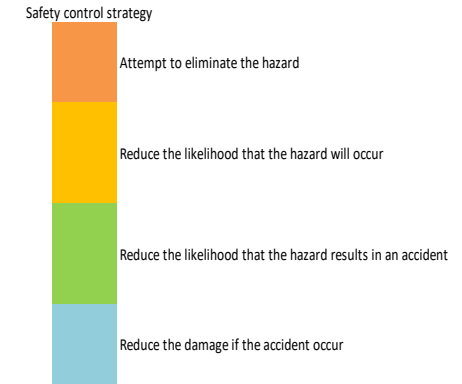 Safety control strategy
Attempt to eliminate the hazard
Reduce the likelihood that the hazard will occur
Reduce the likelihood that the hazard results in an accident
Reduce the damage if the accident occur